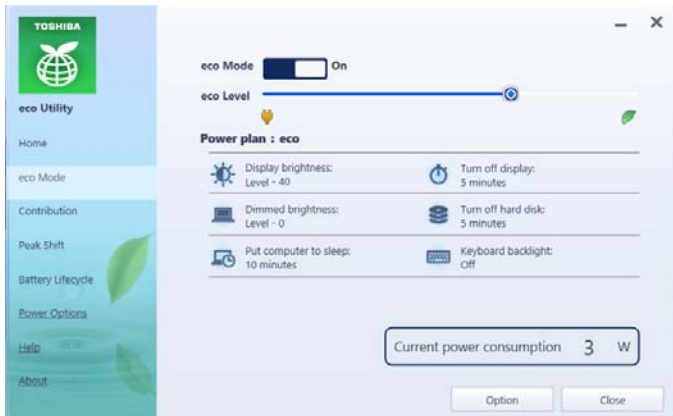 TOSHIBA
eco Utility
Home
eco Mode
Contribution
Peak Shift
Battery Lifecycle
Power Options
Help
About
eco Mode On
eco Level
Power plan : eco
Display brightness:
Level - 40
Turn off display:
5 minutes
Dimmed brightness:
Level - 0
Turn off hard disk:
5 minutes
Put computer to sleep:
10 minutes
Keyboard backlight:
Off
Current power consumption 3 W
Option
Close